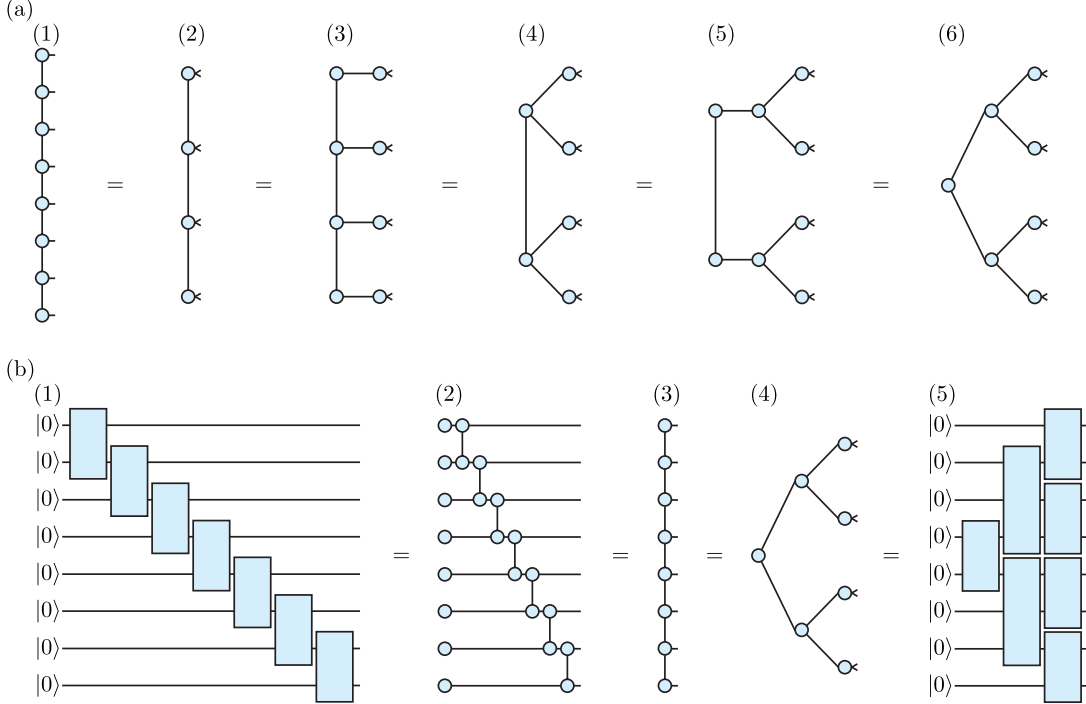 (a)
(1) (2) (3) (4) (5) (6)
= = = = =
(b)
(1) (2) (3) (4) (5)
|0⟩ |0⟩
|0⟩ |0⟩
|0⟩ |0⟩
|0⟩ |0⟩
= = = =
|0⟩ |0⟩
|0⟩ |0⟩
|0⟩ |0⟩
|0⟩ |0⟩